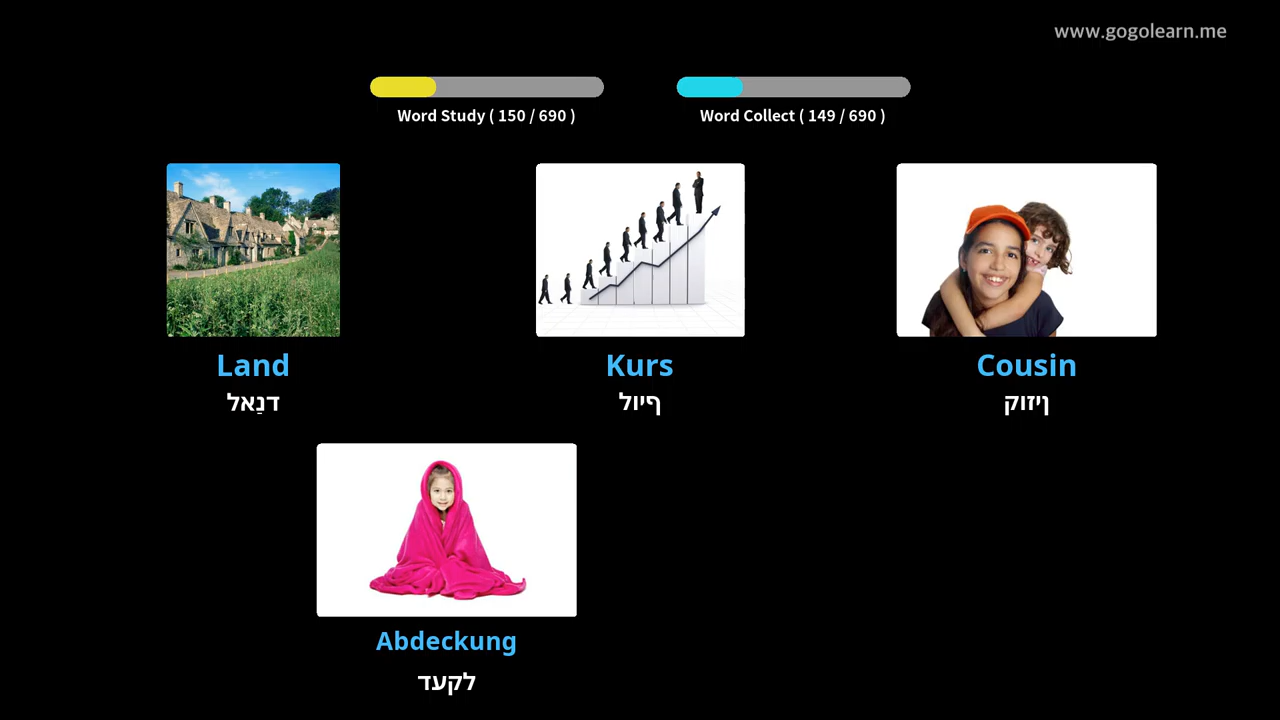 www.gogolearn.me
Word Study ( 150 / 690 )
Word Collect ( 149 / 690 )
Land
דנַאל
Kurs
ףיול
Cousin
ןיזוק
Abdeckung
לקעד